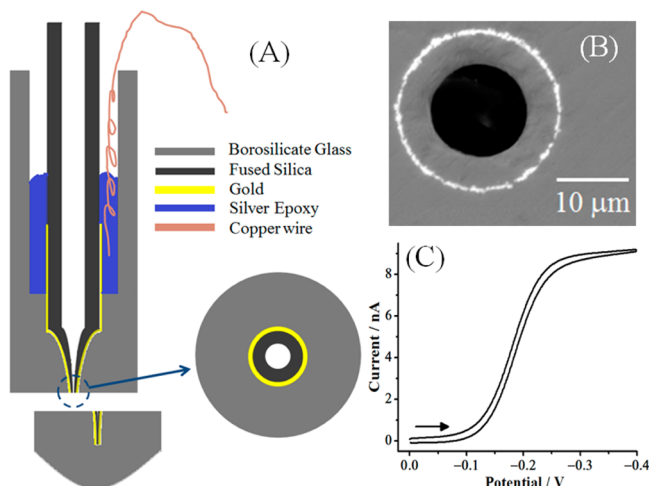 (A)
Borosilicate Glass
Fused Silica
Gold
Silver Epoxy
Copper wire
(B)
10 μm
(C)
Current / nA
8
6
4
2
0
0.0 −0.1 −0.2 −0.3 −0.4
Potential / V